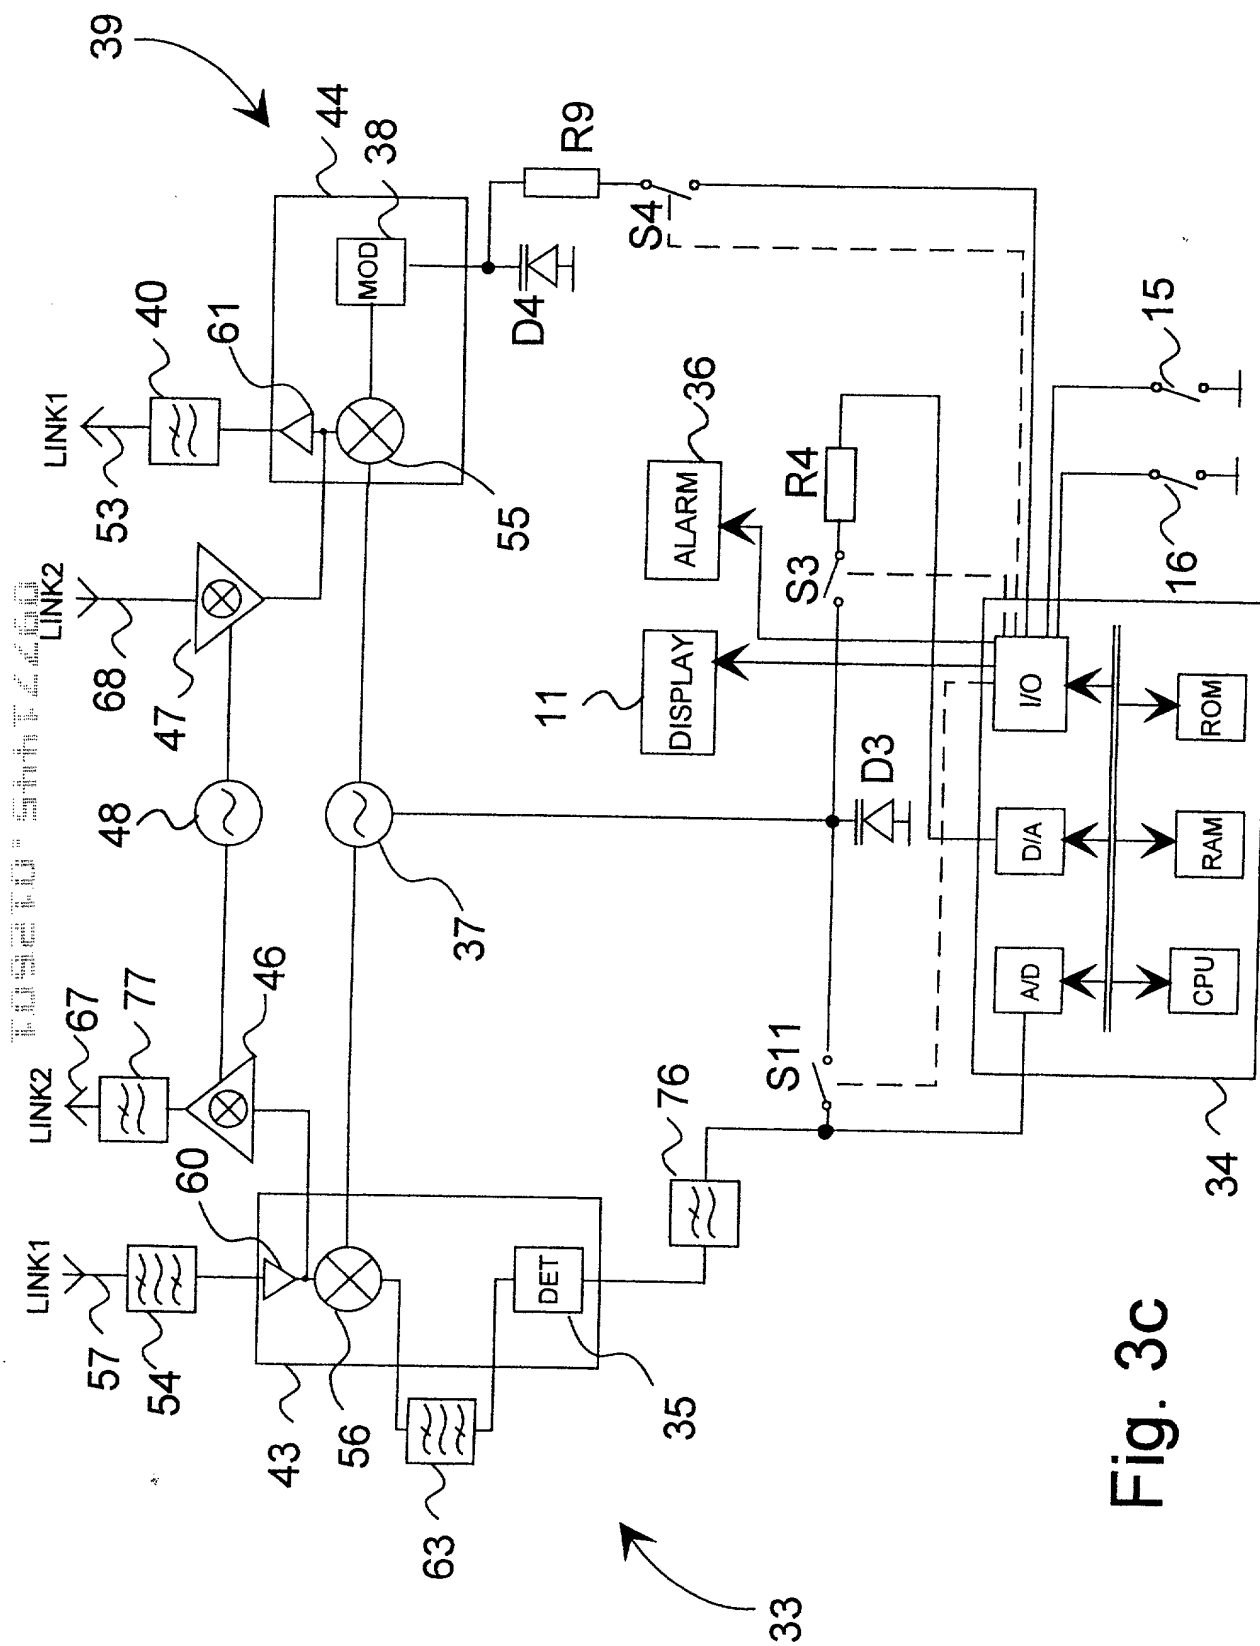 39
LINK1
LINK2
LINK2
LINK1
53
40
61
44
38
MOD
R9
S4
D4
55
68
47
48
37
67
77
46
60
57
54
43
56
63
DET
35
76
33
S11
D3
R4
S3
11
DISPLAY
ALARM
36
15
16
I/O
D/A
A/D
ROM
RAM
CPU
34
Fig. 3c